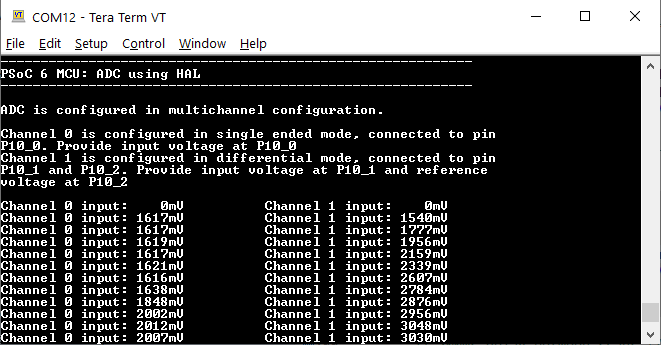 COM12 - Tera Term VT
File Edit Setup Control Window Help
---------------------------------------------------------------
PSoC 6 MCU: ADC using HAL
---------------------------------------------------------------
ADC is configured in multichannel configuration.
Channel 0 is configured in single ended mode, connected to pin
P10_0. Provide input voltage at P10_0
Channel 1 is configured in differential mode, connected to pin
P10_1 and P10_2. Provide input voltage at P10_1 and reference
voltage at P10_2
Channel 0 input:    0mV          Channel 1 input:    0mV
Channel 0 input: 1617mV          Channel 1 input: 1540mV
Channel 0 input: 1617mV          Channel 1 input: 1777mV
Channel 0 input: 1619mV          Channel 1 input: 1956mV
Channel 0 input: 1617mV          Channel 1 input: 2159mV
Channel 0 input: 1621mV          Channel 1 input: 2339mV
Channel 0 input: 1616mV          Channel 1 input: 2607mV
Channel 0 input: 1638mV          Channel 1 input: 2784mV
Channel 0 input: 1848mV          Channel 1 input: 2876mV
Channel 0 input: 2002mV          Channel 1 input: 2956mV
Channel 0 input: 2012mV          Channel 1 input: 3048mV
Channel 0 input: 2007mV          Channel 1 input: 3030mV